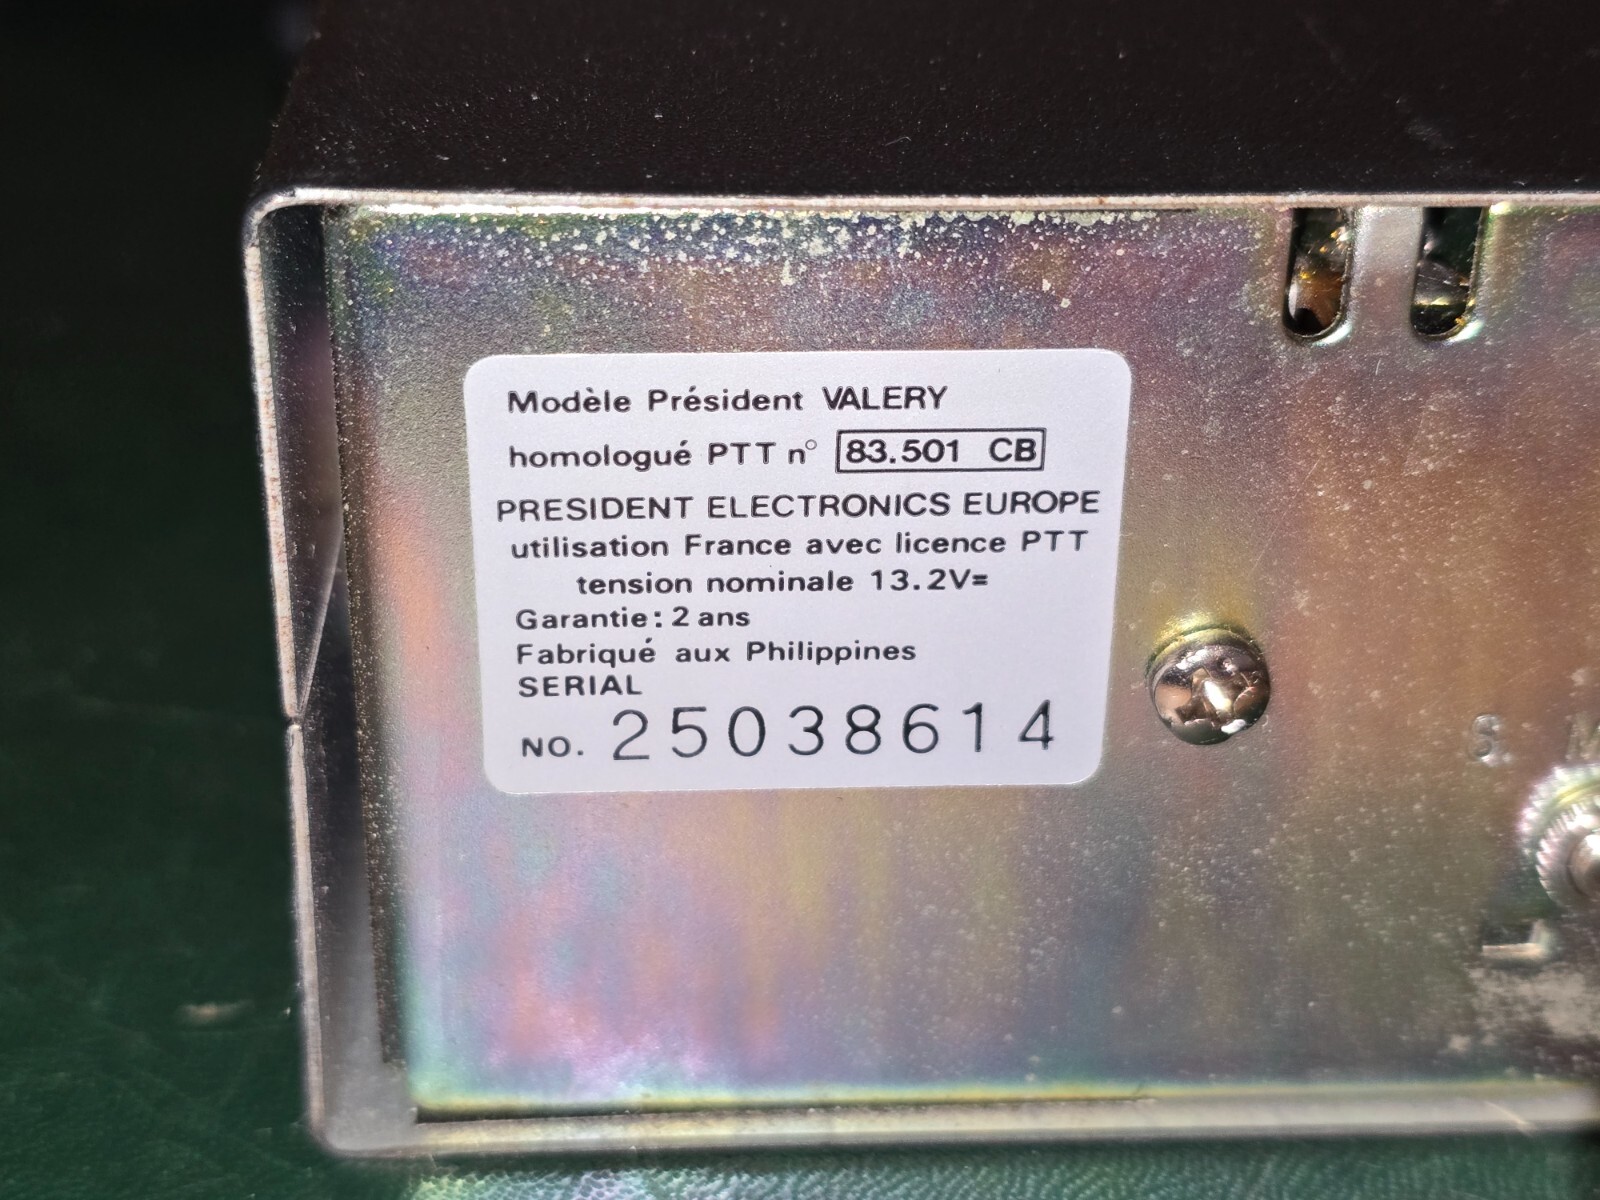 Modèle Président VALERY
homologué PTT n° 83.501 CB
PRESIDENT ELECTRONICS EUROPE
utilisation France avec licence PTT
tension nominale 13.2V=
Garantie: 2 ans
Fabriqué aux Philippines
SERIAL
NO. 25038614
S. M